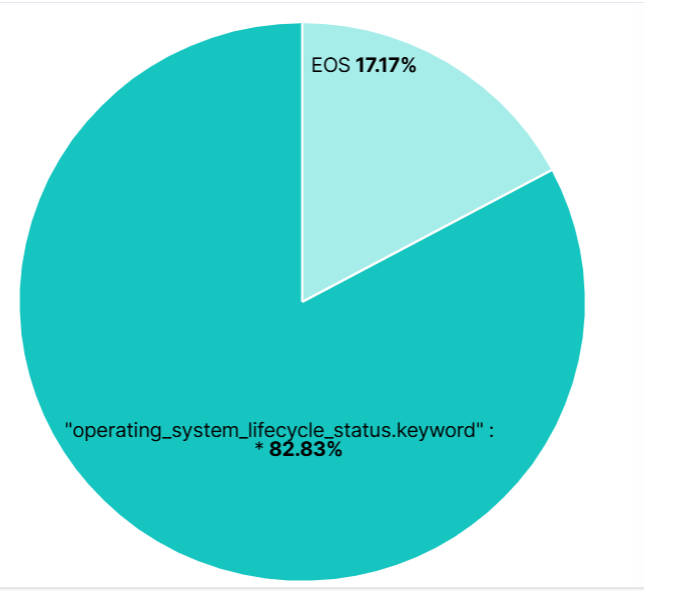 EOS 17.17%
"operating_system_lifecycle_status.keyword" :
* 82.83%